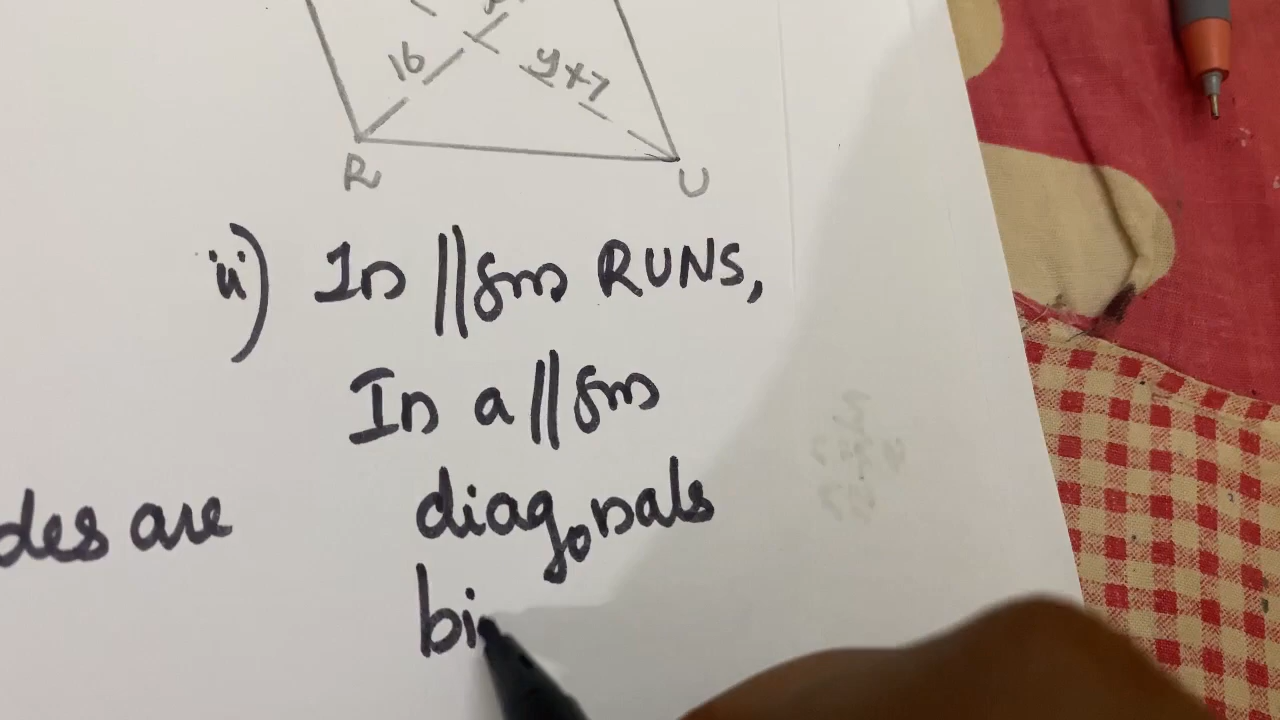 16
y+7
R
U
ii) In ||gm RUNS,
In a ||gm
des are
diagonals
bi